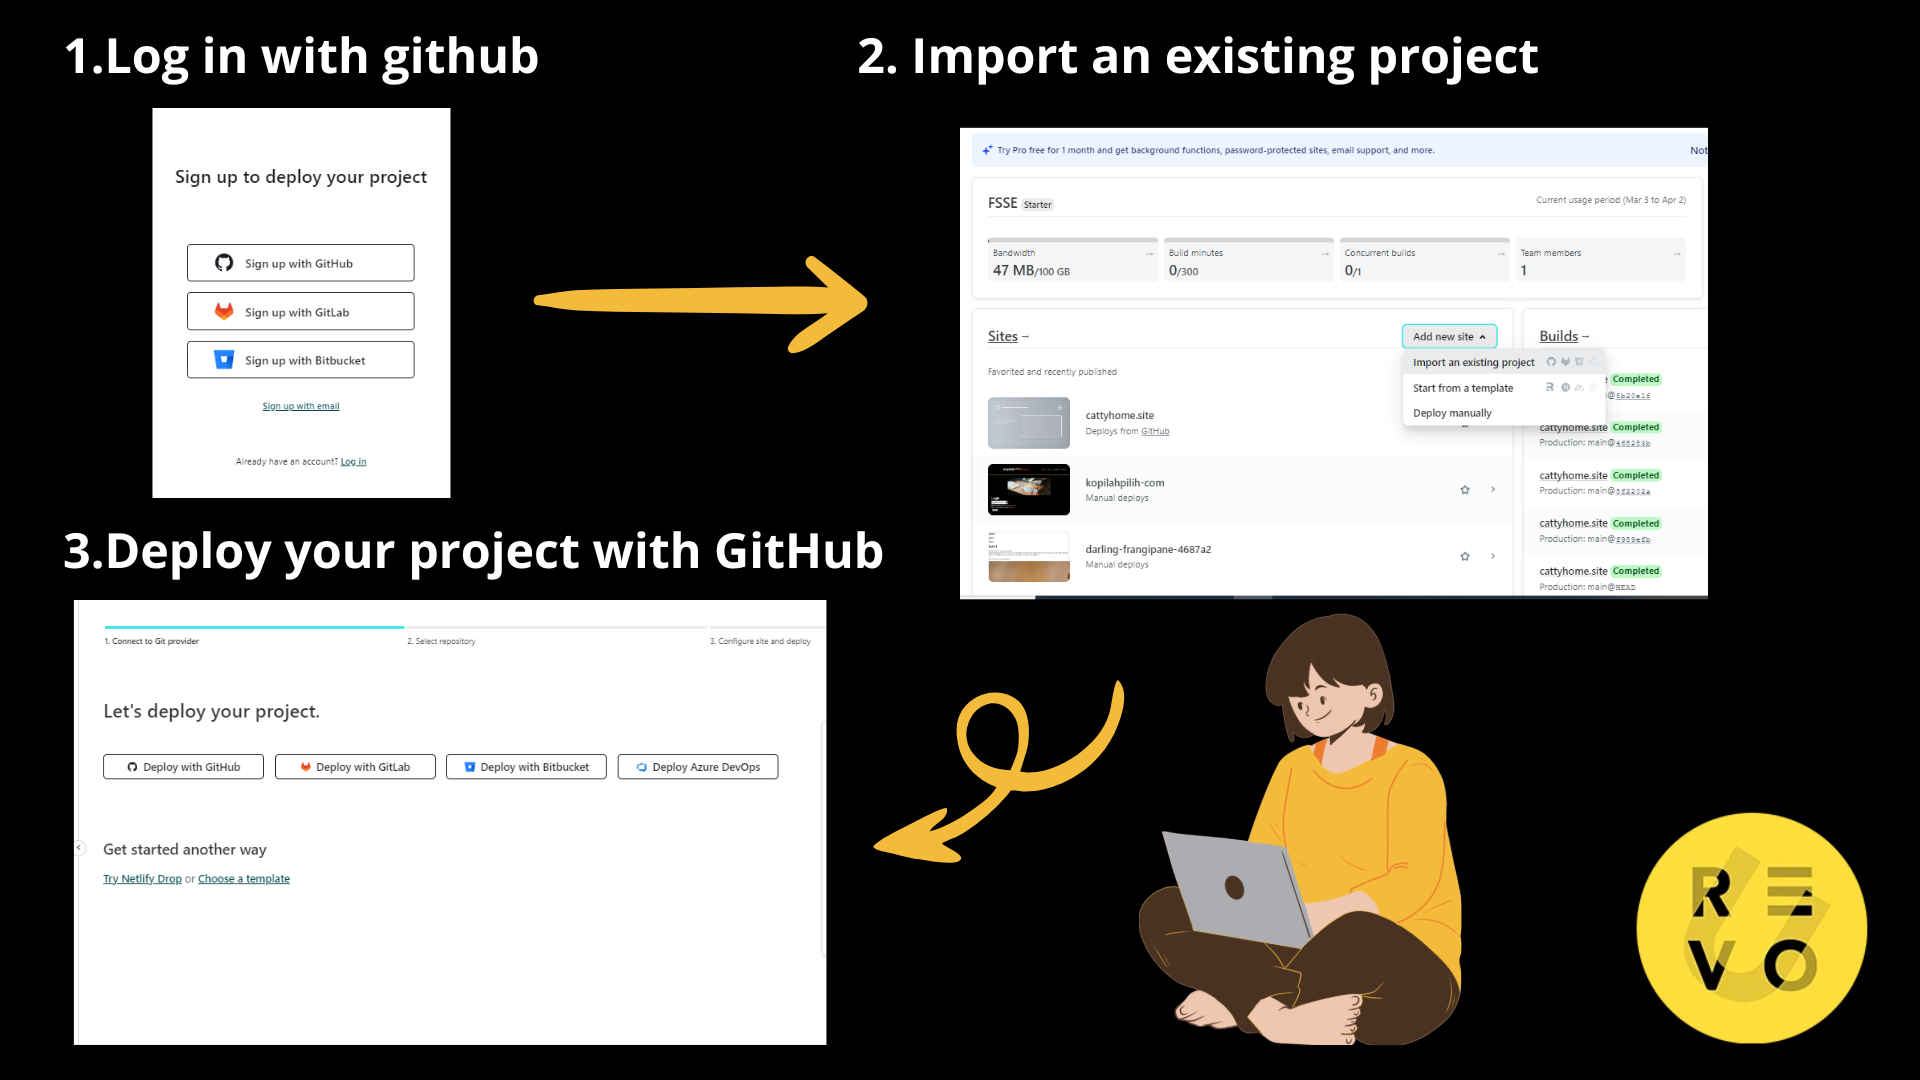 1.Log in with github
Sign up to deploy your project
Sign up with GitHub
Sign up with GitLab
Sign up with Bitbucket
Sign up with email
Already have an account? Log in
2. Import an existing project
Try Pro free for 1 month and get background functions, password-protected sites, email support, and more.
Not
FSSE Starter
Current usage period (Mar 3 to Apr 2)
Bandwidth
47 MB/100 GB
Build minutes
0/300
Concurrent builds
0/1
Team members
1
Sites →
Add new site
Import an existing project
Start from a template
Deploy manually
Favorited and recently published
cattyhome.site
Deploys from GitHub
kopilahpilih-com
Manual deploys
darling-frangipane-4687a2
Manual deploys
Builds →
Completed
cattyhome.site Completed
Production: main@
cattyhome.site Completed
Production: main@
cattyhome.site Completed
Production: main@
cattyhome.site Completed
Production: main@HEAD
3.Deploy your project with GitHub
1. Connect to Git provider
2. Select repository
3. Configure site and deploy
Let's deploy your project.
Deploy with GitHub
Deploy with GitLab
Deploy with Bitbucket
Deploy Azure DevOps
Get started another way
Try Netlify Drop or Choose a template
RE
VO